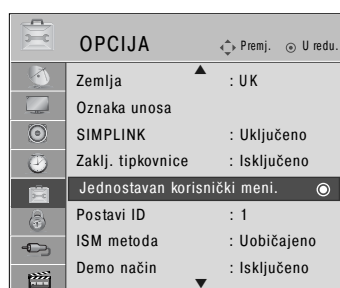 OPCIJA Premj. U redu.
Zemlja : UK
Oznaka unosa
SIMPLINK : Uključeno
Zaklj. tipkovnice : Isključeno
Jednostavan korisnički meni.
Postavi ID : 1
ISM metoda : Uobičajeno
Demo način : Isključeno